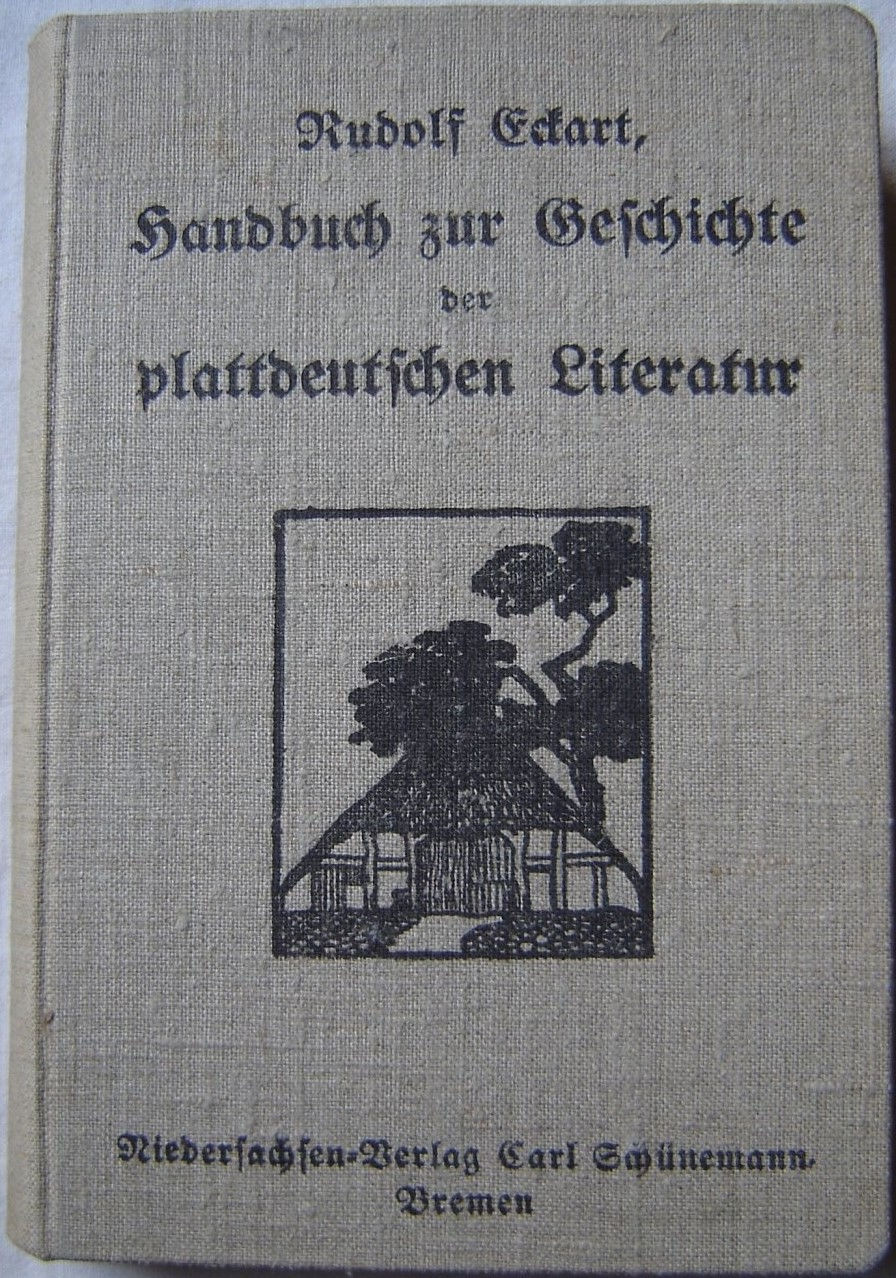 Rudolf Eckart,
Handbuch zur Geschichte
der
plattdeutschen Literatur
Niedersachsen-Verlag Carl Schünemann,
Bremen